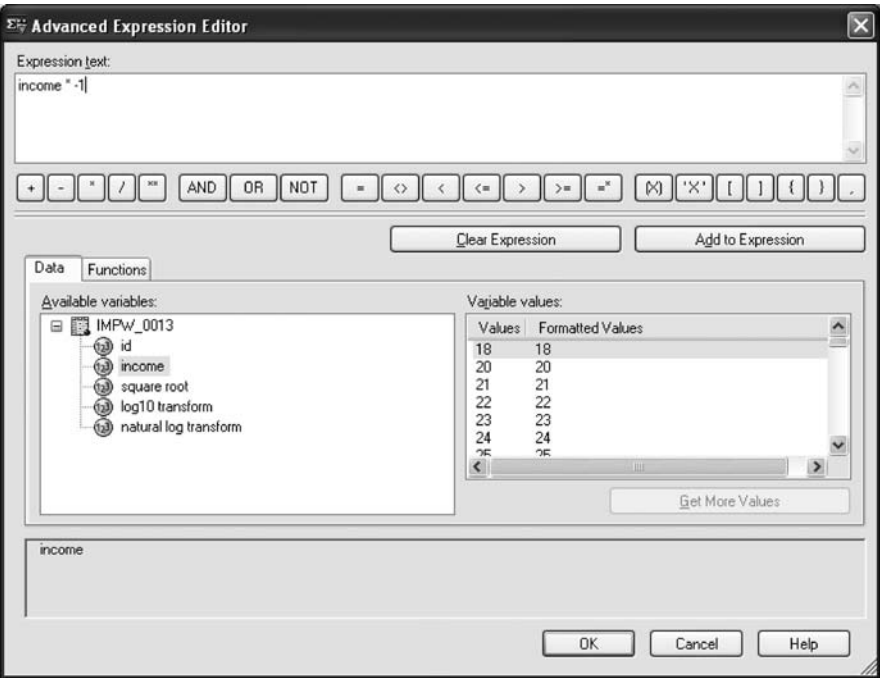 Advanced Expression Editor
Expression text:
income * -1
+ - * / ** AND OR NOT = <> < <= > >= =* (X) 'X' [ ] { } ,
Clear Expression Add to Expression
Data Functions
Available variables:
IMPW_0013
id
income
square root
log10 transform
natural log transform
Variable values:
Values Formatted Values
18 18
20 20
21 21
22 22
23 23
24 24
25 25
Get More Values
income
OK Cancel Help